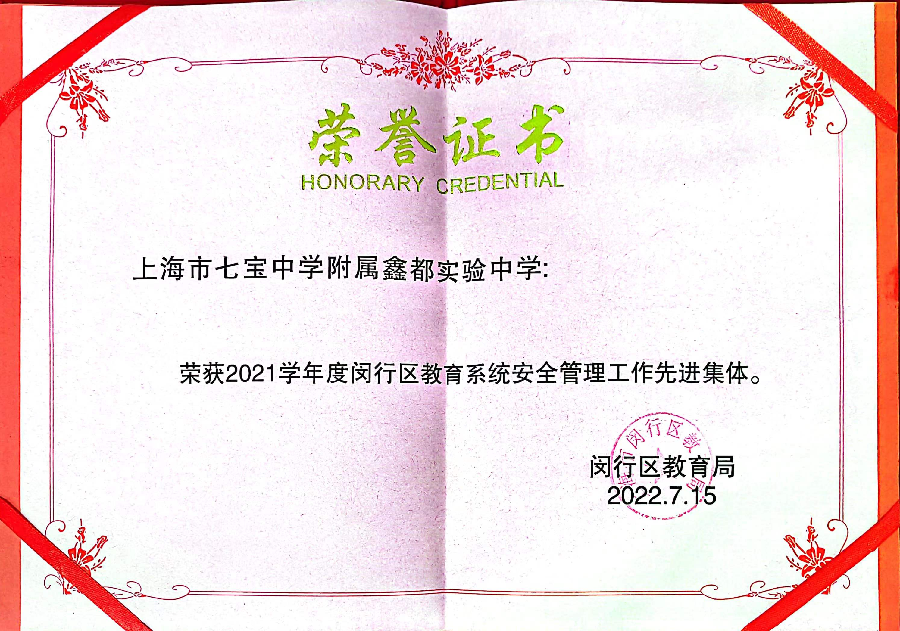 荣誉证书
HONORARY CREDENTIAL
上海市七宝中学附属鑫都实验中学:
荣获2021学年度闵行区教育系统安全管理工作先进集体。
闵行区教
局
闵行区教育局
2022.7.15